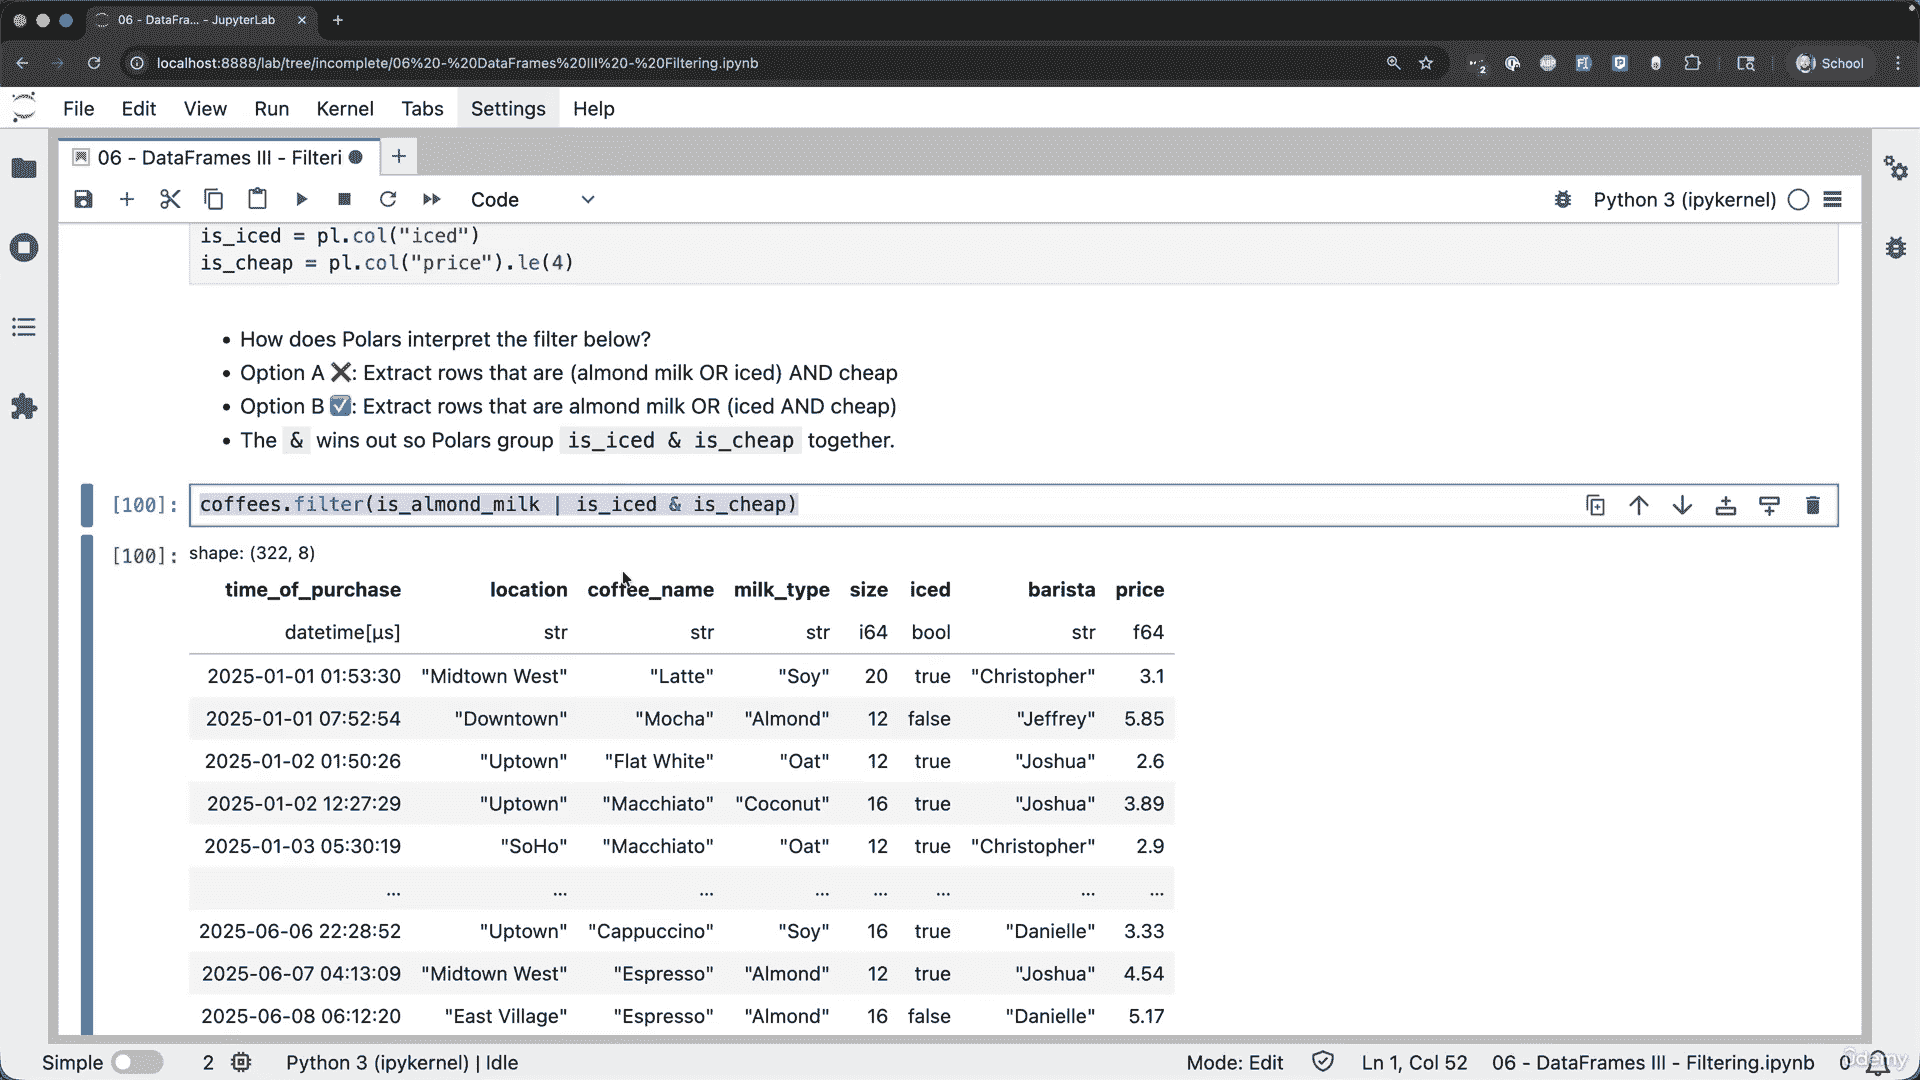 06 - DataFra... - JupyterLab
localhost:8888/lab/tree/incomplete/06%20-%20DataFrames%20III%20-%20Filtering.ipynb
2
School
File Edit View Run Kernel Tabs Settings Help
06 - DataFrames III - Filteri
Code
Python 3 (ipykernel)
is_iced = pl.col("iced")
is_cheap = pl.col("price").le(4)
• How does Polars interpret the filter below?
• Option A ❌: Extract rows that are (almond milk OR iced) AND cheap
• Option B ☑: Extract rows that are almond milk OR (iced AND cheap)
• The & wins out so Polars group is_iced & is_cheap together.
[100]: coffees.filter(is_almond_milk | is_iced & is_cheap)
[100]: shape: (322, 8)
time_of_purchase location coffee_name milk_type size iced barista price
datetime[μs] str str str i64 bool str f64
2025-01-01 01:53:30 "Midtown West" "Latte" "Soy" 20 true "Christopher" 3.1
2025-01-01 07:52:54 "Downtown" "Mocha" "Almond" 12 false "Jeffrey" 5.85
2025-01-02 01:50:26 "Uptown" "Flat White" "Oat" 12 true "Joshua" 2.6
2025-01-02 12:27:29 "Uptown" "Macchiato" "Coconut" 16 true "Joshua" 3.89
2025-01-03 05:30:19 "SoHo" "Macchiato" "Oat" 12 true "Christopher" 2.9
... ... ... ... ... ... ... ...
2025-06-06 22:28:52 "Uptown" "Cappuccino" "Soy" 16 true "Danielle" 3.33
2025-06-07 04:13:09 "Midtown West" "Espresso" "Almond" 12 true "Joshua" 4.54
2025-06-08 06:12:20 "East Village" "Espresso" "Almond" 16 false "Danielle" 5.17
Simple 2 Python 3 (ipykernel) | Idle Mode: Edit Ln 1, Col 52 06 - DataFrames III - Filtering.ipynb 0